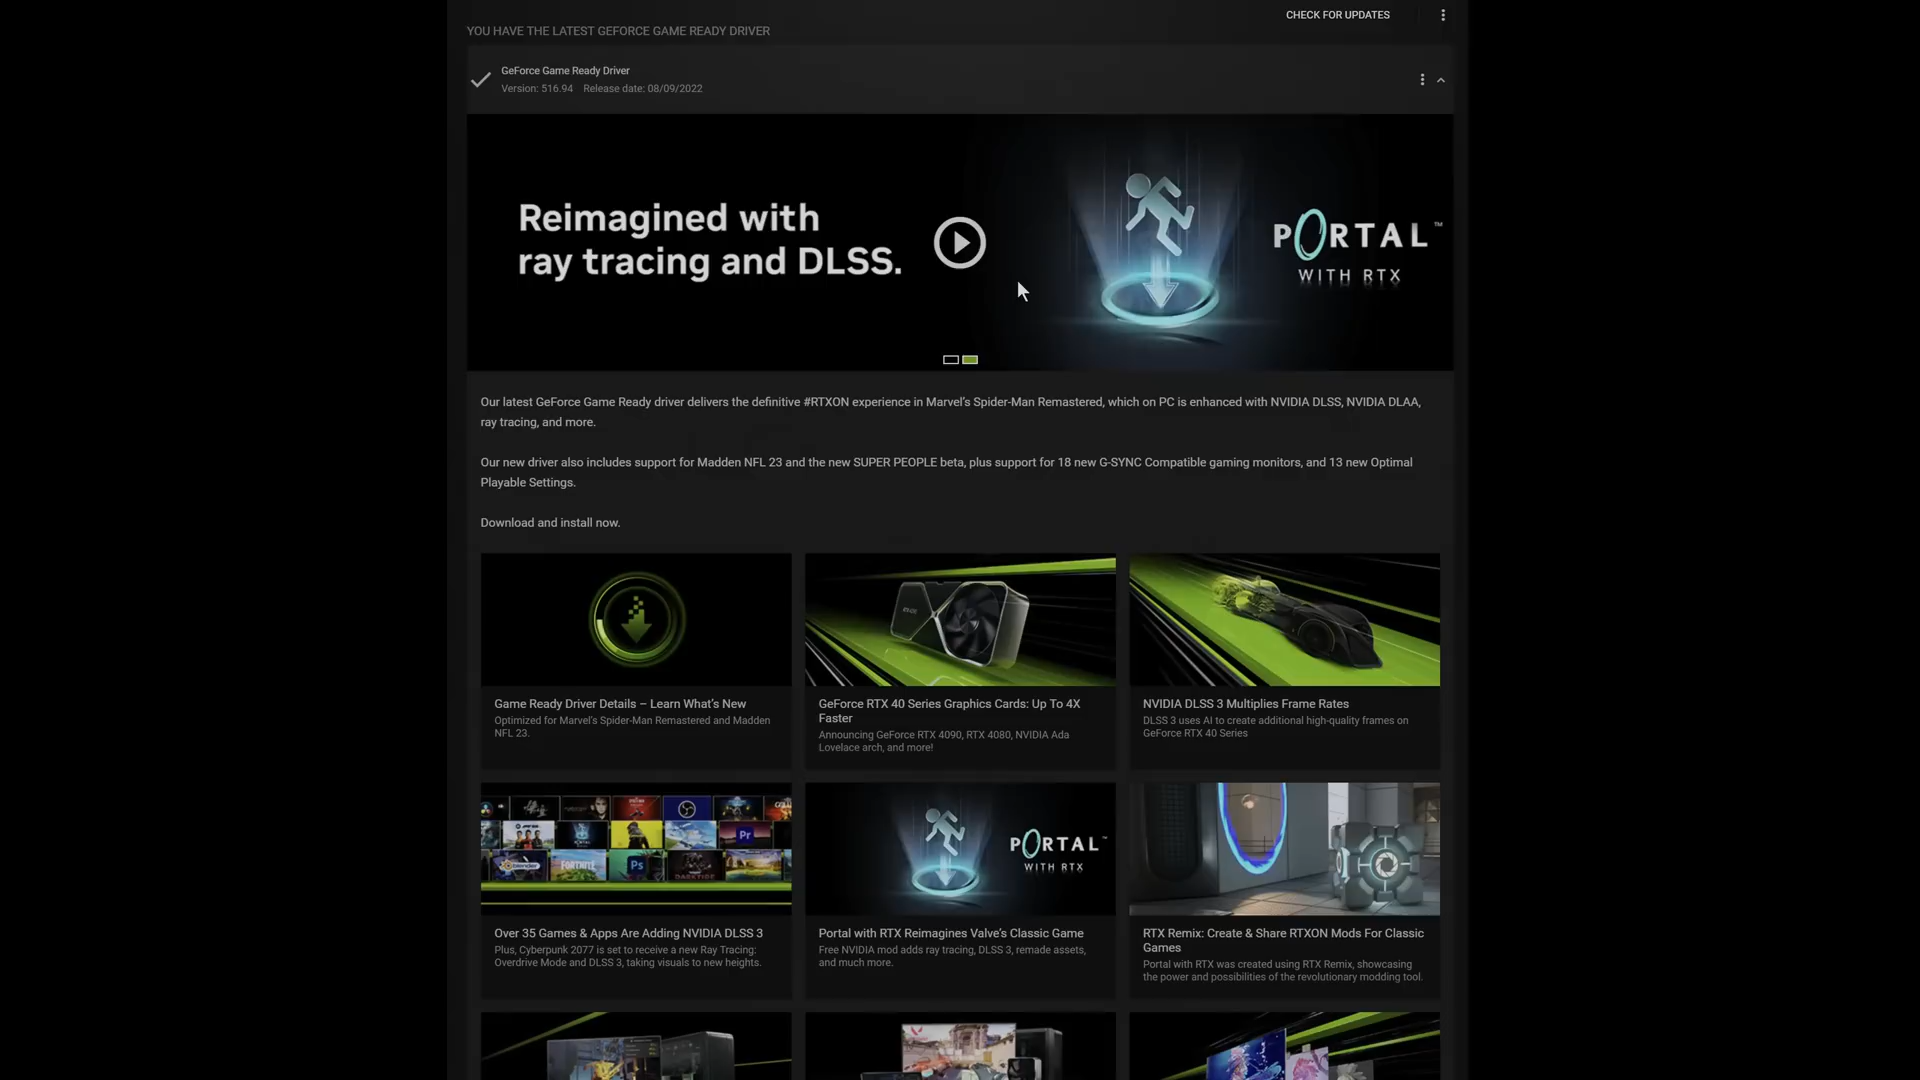 CHECK FOR UPDATES
YOU HAVE THE LATEST GEFORCE GAME READY DRIVER
GeForce Game Ready Driver
Version: 516.94 Release date: 08/09/2022
Reimagined with
ray tracing and DLSS.
PORTAL™
WITH RTX
Our latest GeForce Game Ready driver delivers the definitive #RTXON experience in Marvel's Spider-Man Remastered, which on PC is enhanced with NVIDIA DLSS, NVIDIA DLAA,
ray tracing, and more.
Our new driver also includes support for Madden NFL 23 and the new SUPER PEOPLE beta, plus support for 18 new G-SYNC Compatible gaming monitors, and 13 new Optimal
Playable Settings.
Download and install now.
Game Ready Driver Details – Learn What's New
Optimized for Marvel's Spider-Man Remastered and Madden
NFL 23.
GeForce RTX 40 Series Graphics Cards: Up To 4X
Faster
Announcing GeForce RTX 4090, RTX 4080, NVIDIA Ada
Lovelace arch, and more!
NVIDIA DLSS 3 Multiplies Frame Rates
DLSS 3 uses AI to create additional high-quality frames on
GeForce RTX 40 Series
Pr
blender
FORTNITE
Ps
DARKTIDE
Over 35 Games & Apps Are Adding NVIDIA DLSS 3
Plus, Cyberpunk 2077 is set to receive a new Ray Tracing:
Overdrive Mode and DLSS 3, taking visuals to new heights.
PORTAL™
WITH RTX
Portal with RTX Reimagines Valve's Classic Game
Free NVIDIA mod adds ray tracing, DLSS 3, remade assets,
and much more.
RTX Remix: Create & Share RTXON Mods For Classic
Games
Portal with RTX was created using RTX Remix, showcasing
the power and possibilities of the revolutionary modding tool.